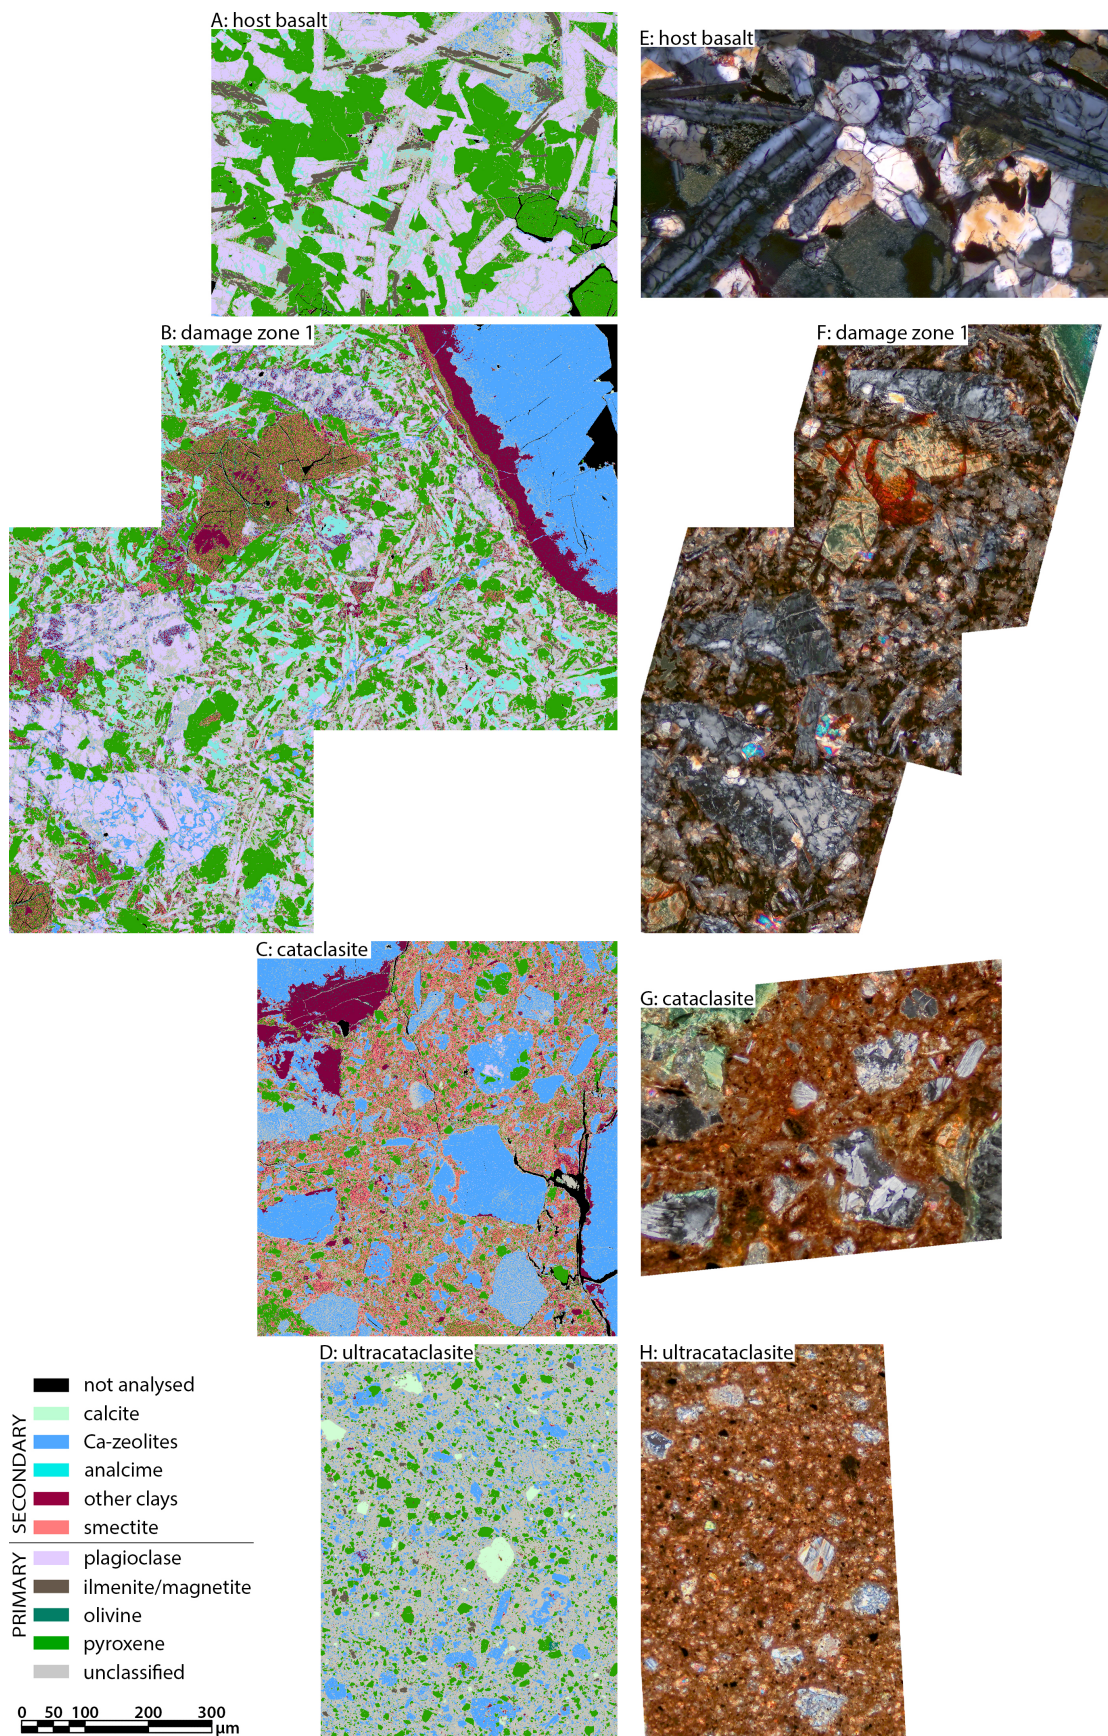 A: host basalt
E: host basalt
B: damage zone 1
F: damage zone 1
C: cataclasite
G: cataclasite
D: ultracataclasite
H: ultracataclasite
SECONDARY
not analysed
calcite
Ca-zeolites
analcime
other clays
smectite
PRIMARY
plagioclase
ilmenite/magnetite
olivine
pyroxene
unclassified
0 50 100 200 300
µm